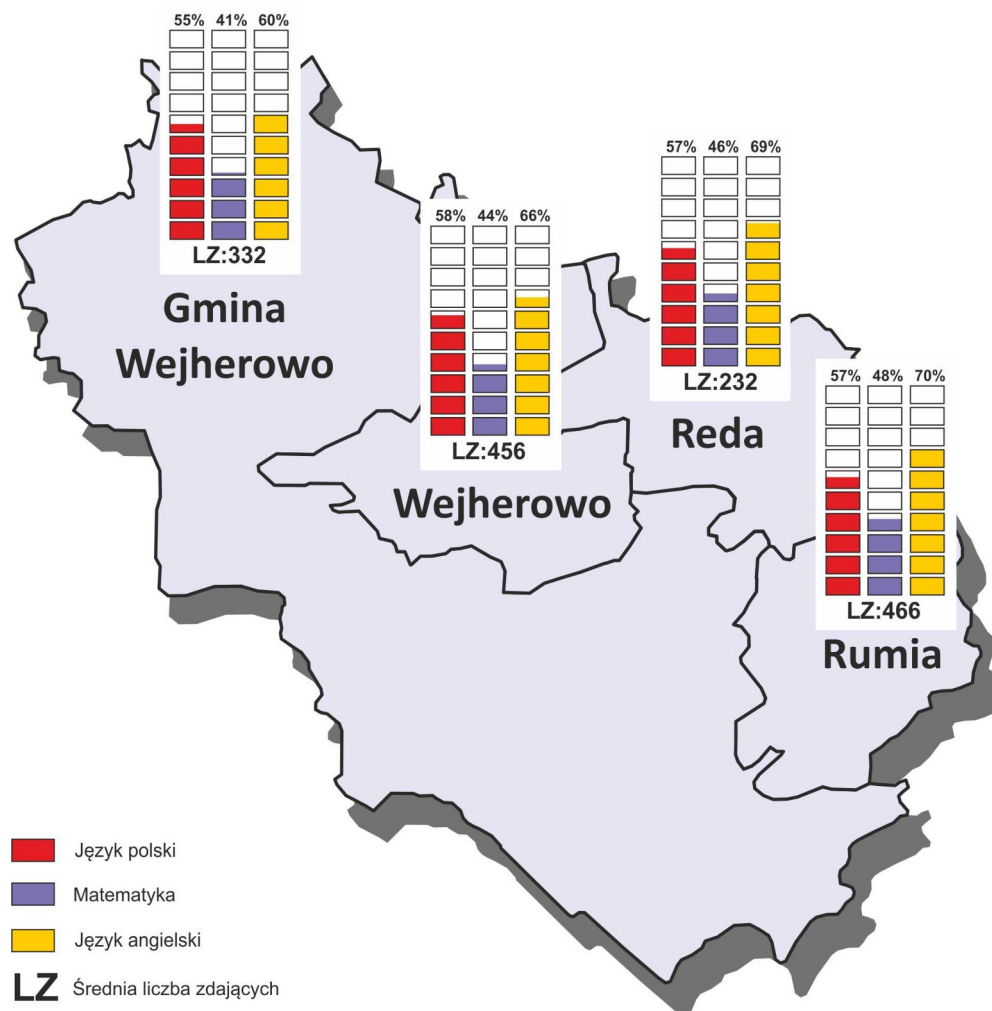 55% 41% 60%
LZ:332
Gmina
Wejherowo
58% 44% 66%
LZ:456
Wejherowo
57% 46% 69%
LZ:232
Reda
57% 48% 70%
LZ:466
Rumia
Język polski
Matematyka
Język angielski
LZ Średnia liczba zdających